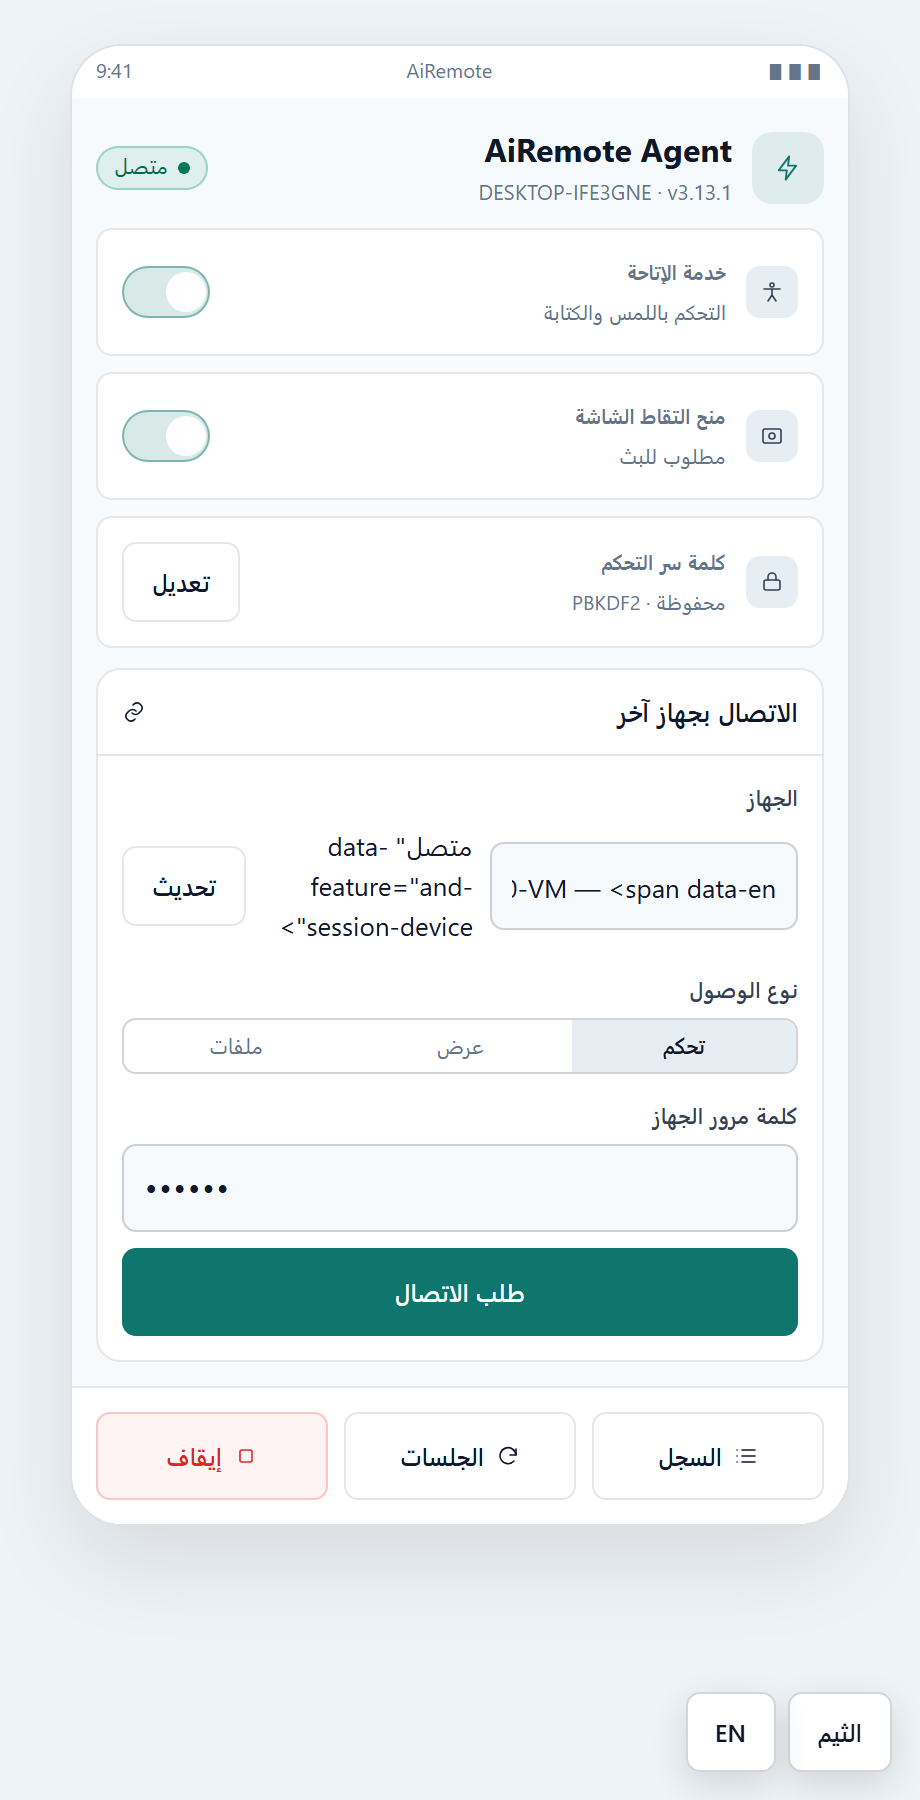 9:41
AiRemote
AiRemote Agent
DESKTOP-IFE3GNE · v3.13.1
متصل
خدمة الإتاحة
التحكم باللمس والكتابة
منح التقاط الشاشة
مطلوب للبث
كلمة سر التحكم
محفوظة · PBKDF2
تعديل
الاتصال بجهاز آخر
الجهاز
-VM — <span data-en
متصل" data-
feature="and-
session-device">
تحديث
نوع الوصول
تحكم
عرض
ملفات
كلمة مرور الجهاز
••••••
طلب الاتصال
السجل
الجلسات
إيقاف
الثيم
EN